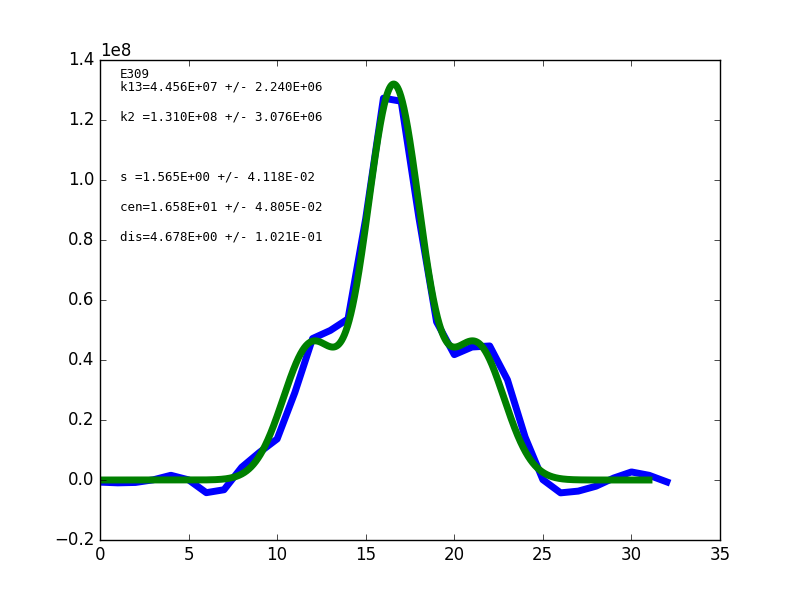 1e8
E309
k13=4.456E+07 +/- 2.240E+06
k2 =1.310E+08 +/- 3.076E+06
s =1.565E+00 +/- 4.118E-02
cen=1.658E+01 +/- 4.805E-02
dis=4.678E+00 +/- 1.021E-01
1.4
1.2
1.0
0.8
0.6
0.4
0.2
0.0
−0.2
0 5 10 15 20 25 30 35